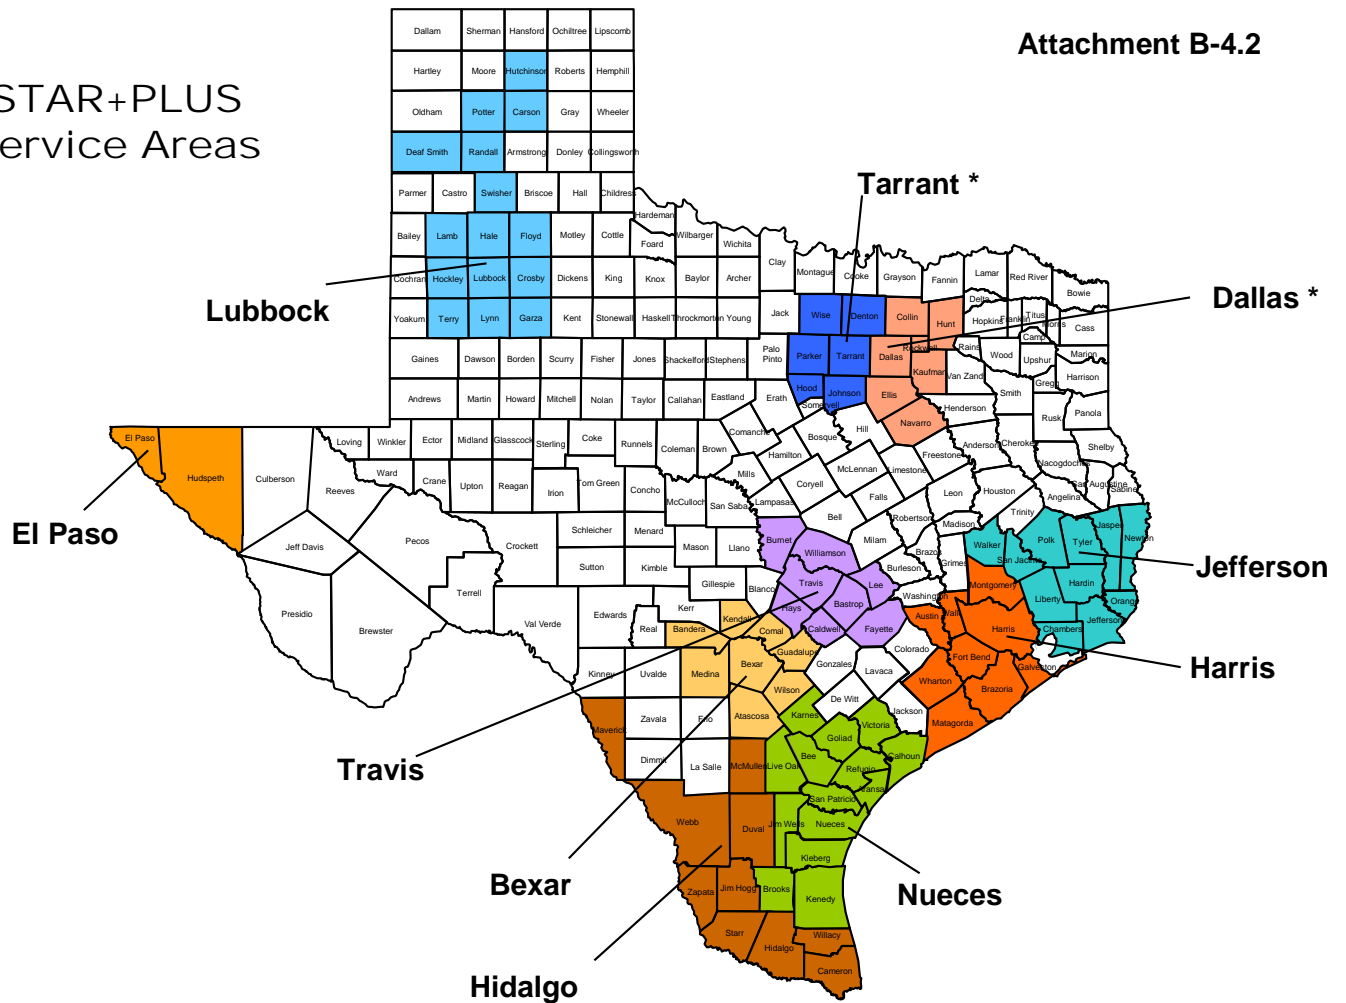 Attachment B-4.2
STAR+PLUS
ervice Areas
Dallam Sherman Hansford Ochiltree Lipscomb
Hartley Moore Hutchinson Roberts Hemphill
Oldham Potter Carson Gray Wheeler
Deaf Smith Randall Armstrong Donley Collingsworth
Parmer Castro Swisher Briscoe Hall Childress
Hardeman
Bailey Lamb Hale Floyd Motley Cottle Foard Wilbarger Wichita
Cochran Hockley Lubbock Crosby Dickens King Knox Baylor Archer Clay Montague Cooke Grayson Fannin Lamar Red River Bowie
Yoakum Terry Lynn Garza Kent Stonewall Haskell Throckmorton Young Jack Wise Denton Collin Hunt Delta Hopkins Franklin Titus Morris Cass
Camp
Gaines Dawson Borden Scurry Fisher Jones Shackelford Stephens Palo Pinto Parker Tarrant Dallas Rockwall Kaufman Rains Wood Upshur Marion
Van Zandt Gregg Harrison
Andrews Martin Howard Mitchell Nolan Taylor Callahan Eastland Erath Hood Somervell Johnson Ellis Navarro Henderson Smith Rusk Panola
El Paso Hudspeth Culberson Reeves Loving Winkler Ector Midland Glasscock Sterling Coke Runnels Coleman Brown Comanche Hamilton Bosque Hill Freestone Anderson Cherokee Nacogdoches Shelby
Ward Crane Upton Reagan Irion Tom Green Concho McCulloch San Saba Mills Lampasas Coryell McLennan Limestone Falls Leon Houston Angelina San Augustine Sabine
Trinity
Jeff Davis Pecos Crockett Schleicher Menard Mason Llano Burnet Bell Milam Robertson Madison Walker Polk Tyler Jasper Newton
Sutton Kimble Gillespie Blanco Williamson Travis Lee Burleson Brazos Grimes San Jacinto Montgomery Liberty Hardin Orange
Presidio Brewster Terrell Val Verde Edwards Real Kerr Bandera Kendall Comal Hays Caldwell Bastrop Fayette Washington Austin Waller Harris Chambers Jefferson
Kinney Uvalde Medina Bexar Guadalupe Gonzales Lavaca Colorado Fort Bend Wharton Brazoria Galveston
Wilson De Witt Jackson Matagorda
Maverick Zavala Frio Atascosa Karnes Goliad Victoria Calhoun
Dimmit La Salle McMullen Live Oak Bee Refugio Aransas
San Patricio
Webb Duval Jim Wells Nueces
Kleberg
Zapata Jim Hogg Brooks Kenedy
Starr Hidalgo Willacy
Cameron
Tarrant *
Dallas *
Lubbock
El Paso
Jefferson
Harris
Travis
Bexar
Nueces
Hidalgo